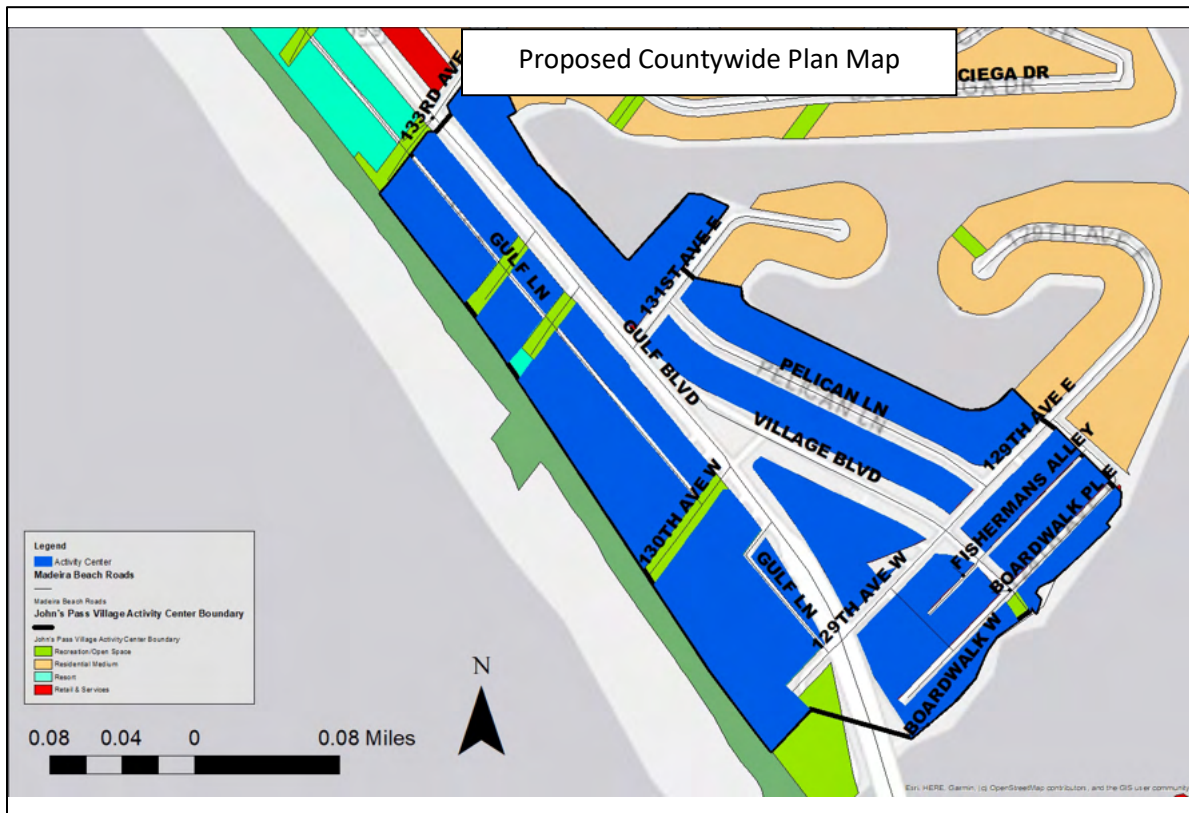 Proposed Countywide Plan Map
CIEGA DR
133RD AVE
GULF LN
131ST AVE E
GULF BLVD
PELICAN LN
PELICAN LN
VILLAGE BLVD
129TH AVE E
129TH AVE E
FISHERMANS ALLEY
BOARDWALK PL E
130TH AVE W
GULF LN
129TH AVE W
BOARDWALK W
Legend
Activity Center
Madeira Beach Roads
Madeira Beach Roads
John's Pass Village Activity Center Boundary
John's Pass Village Activity Center Boundary
Recreation/Open Space
Residential Medium
Resort
Retail & Services
N
0.08 0.04 0 0.08 Miles
Esri, HERE, Garmin, (c) OpenStreetMap contributors, and the GIS user community